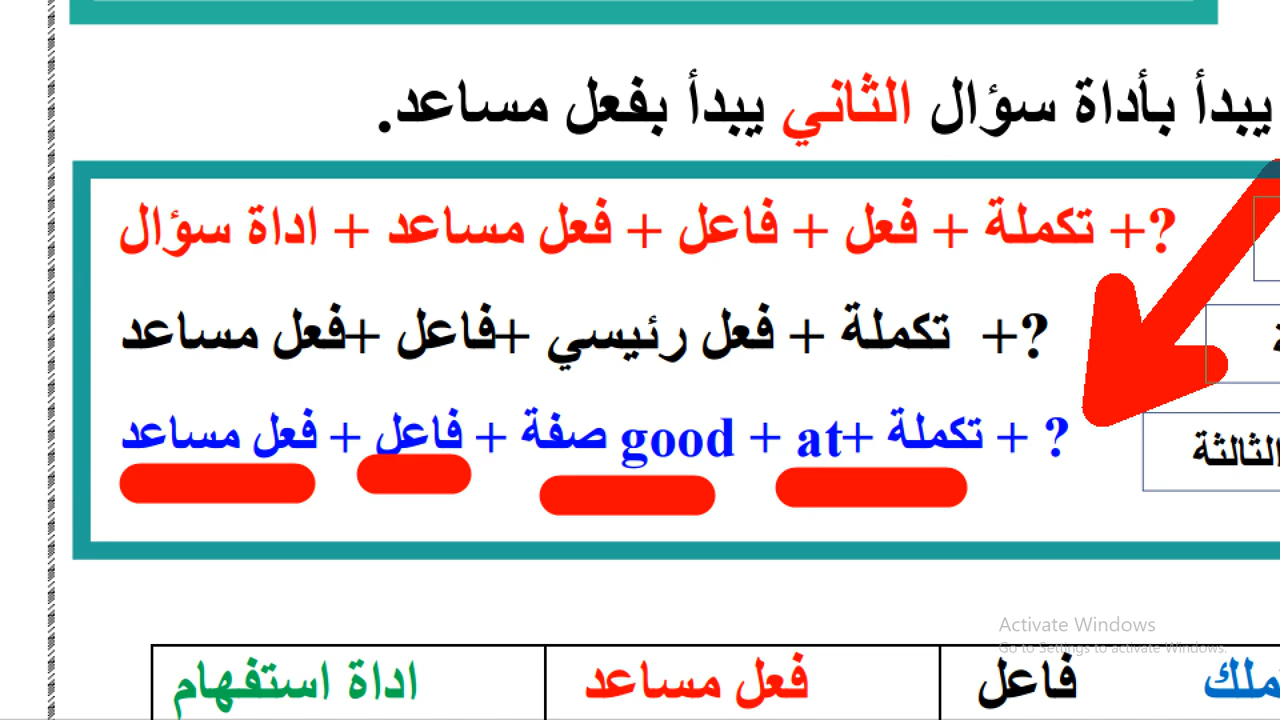 يبدأ بأداة سؤال الثاني يبدأ بفعل مساعد.
اداة سؤال + فعل مساعد + فاعل + فعل + تكملة +?
فعل مساعد +فاعل +فعل رئيسي + تكملة +?
فعل مساعد + فاعل + صفة good + at+ تكملة + ?
الثالثة
Activate Windows
Go to Settings to activate Windows.
اداة استفهام فعل مساعد فاعل